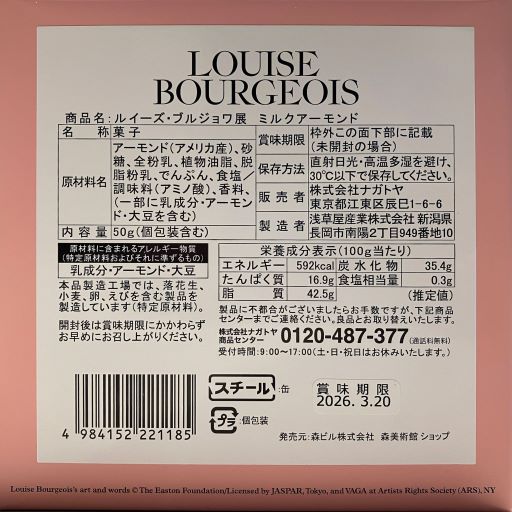 LOUISE
BOURGEOIS
商品名：ルイーズ・ブルジョワ展 ミルクアーモンド
名 称 菓子
原材料名 アーモンド(アメリカ産)、砂
糖、全粉乳、植物油脂、脱
脂粉乳、でんぷん、食塩／
調味料(アミノ酸)、香料、
(一部に乳成分・アーモン
ド・大豆を含む)
内 容 量 50g(個包装含む)
賞味期限 枠外この面下部に記載
(未開封の場合)
保存方法 直射日光・高温多湿を避け、
30℃以下で保存してください。
販 売 者 株式会社ナガトヤ
東京都江東区辰巳1-6-6
製 造 者 浅草屋産業株式会社 新潟県
長岡市南陽2丁目949番地10
原材料に含まれるアレルギー物質
(特定原材料およびそれに準ずるもの)
乳成分・アーモンド・大豆
本品製造工場では、落花生、
小麦、卵、えびを含む製品を
製造しています(特定原材料)。
開封後は賞味期限にかかわらず
お早めにお召し上がりください。
栄養成分表示(100g当たり)
エネルギー 592kcal 炭水化物 35.4g
たんぱく質 16.9g 食塩相当量 0.3g
脂 質 42.5g (推定値)
製品に不都合がございましたらお手数ですが、下記商品
センターまでご連絡ください。良品とお取り替えいたします。
株式会社ナガトヤ
商品センター 0120-487-377 (通話料無料)
受付時間：9:00〜17:00(土・日・祝日はお休みいたします。)
スチール：缶
プラ：個包装
賞味期限
2026. 3.20
4 984152 221185
発売元：森ビル株式会社 森美術館 ショップ
Louise Bourgeois's art and words © The Easton Foundation/Licensed by JASPAR, Tokyo, and VAGA at Artists Rights Society (ARS), NY